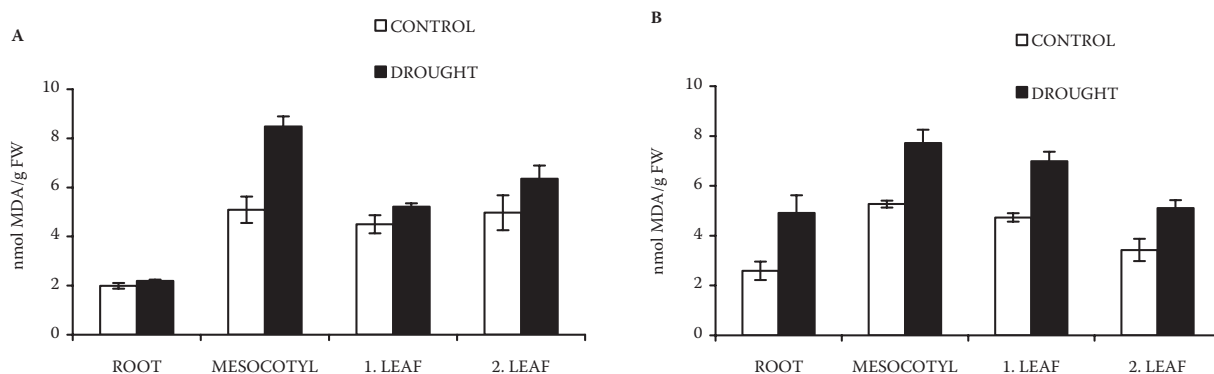 A
CONTROL
DROUGHT
nmol MDA/g FW
10
8
6
4
2
0
ROOT MESOCOTYL 1. LEAF 2. LEAF
B
CONTROL
DROUGHT
nmol MDA/g FW
10
8
6
4
2
0
ROOT MESOCOTYL 1. LEAF 2. LEAF